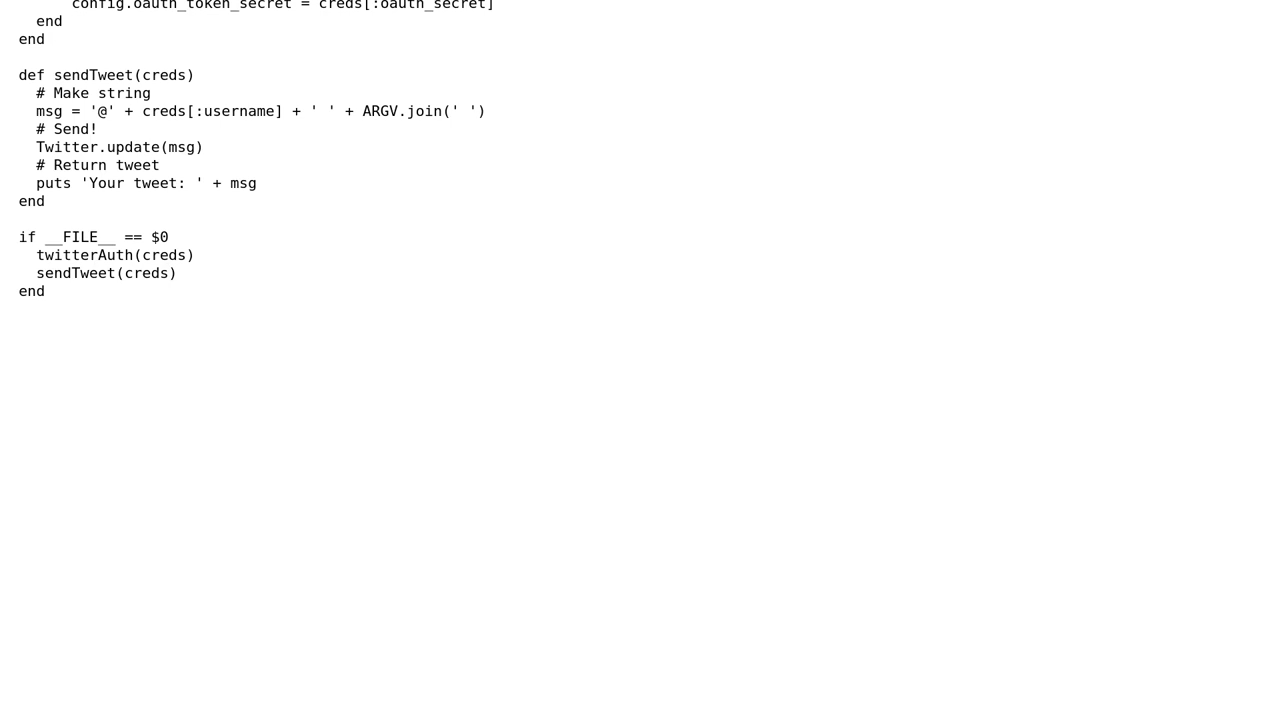 config.oauth_token_secret = creds[:oauth_secret]
  end
end

def sendTweet(creds)
  # Make string
  msg = '@' + creds[:username] + ' ' + ARGV.join(' ')
  # Send!
  Twitter.update(msg)
  # Return tweet
  puts 'Your tweet: ' + msg
end

if __FILE__ == $0
  twitterAuth(creds)
  sendTweet(creds)
end